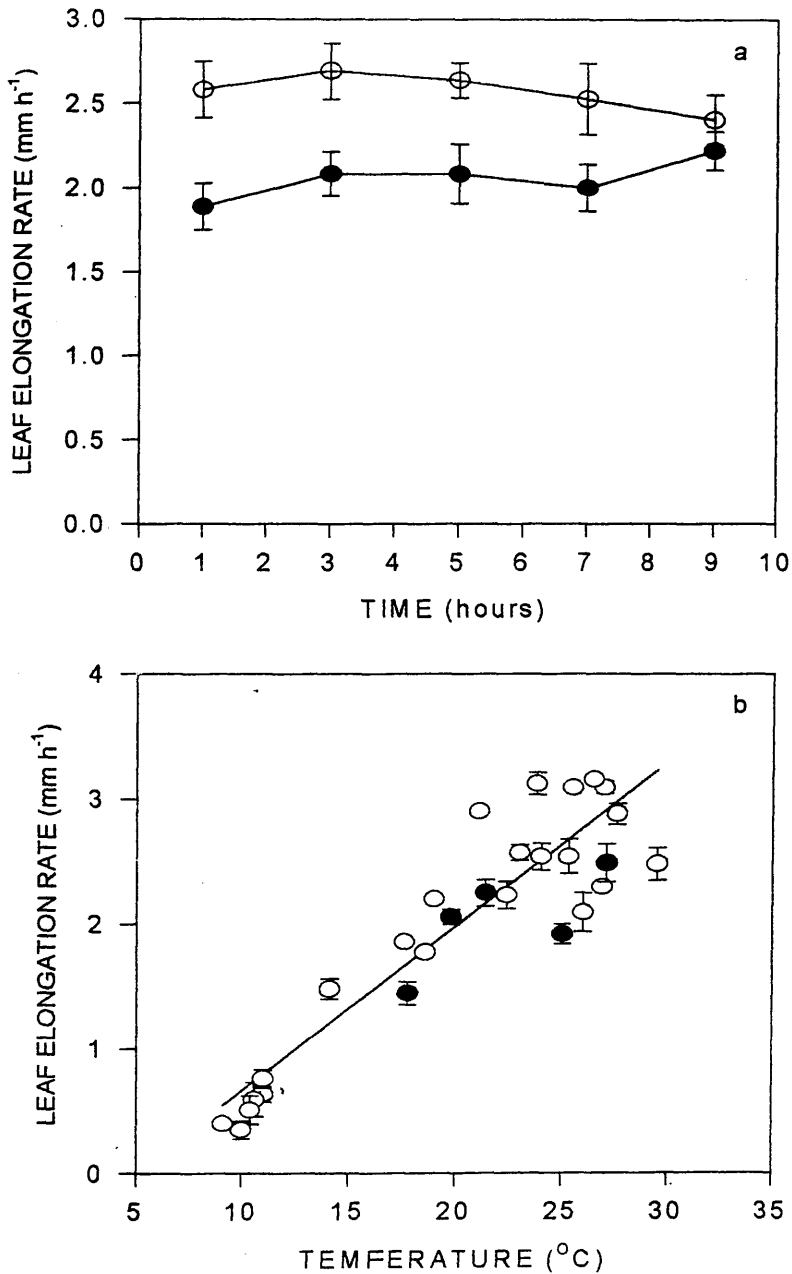 a
LEAF ELONGATION RATE (mm h⁻¹)
3.0
2.5
2.0
1.5
1.0
0.5
0.0
0 1 2 3 4 5 6 7 8 9 10
TIME (hours)
b
LEAF ELONGATION RATE (mm h⁻¹)
4
3
2
1
0
5 10 15 20 25 30 35
TEMFERATURE (°C)